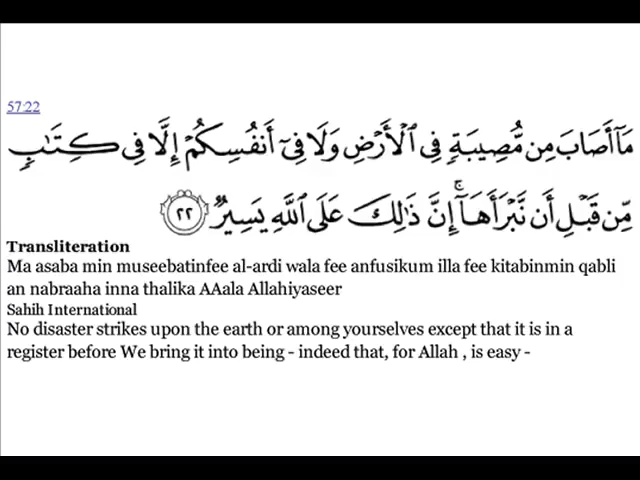 57:22
مَآ أَصَابَ مِن مُّصِيبَةٍ فِى ٱلْأَرْضِ وَلَا فِىٓ أَنفُسِكُمْ إِلَّا فِى كِتَٰبٍ
مِّن قَبْلِ أَن نَّبْرَأَهَآ ۚ إِنَّ ذَٰلِكَ عَلَى ٱللَّهِ يَسِيرٌ ٢٢
Transliteration
Ma asaba min museebatinfee al-ardi wala fee anfusikum illa fee kitabinmin qabli
an nabraaha inna thalika AAala Allahiyaseer
Sahih International
No disaster strikes upon the earth or among yourselves except that it is in a
register before We bring it into being - indeed that, for Allah , is easy -